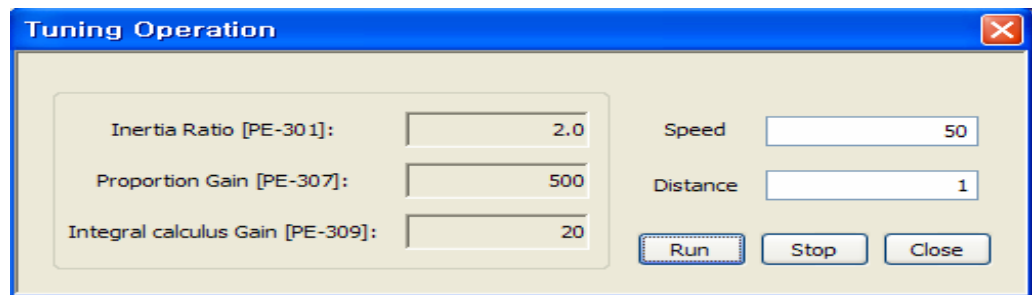 Tuning Operation
Inertia Ratio [PE-301]: 2.0
Speed 50
Proportion Gain [PE-307]: 500
Distance 1
Integral calculus Gain [PE-309]: 20
Run Stop Close